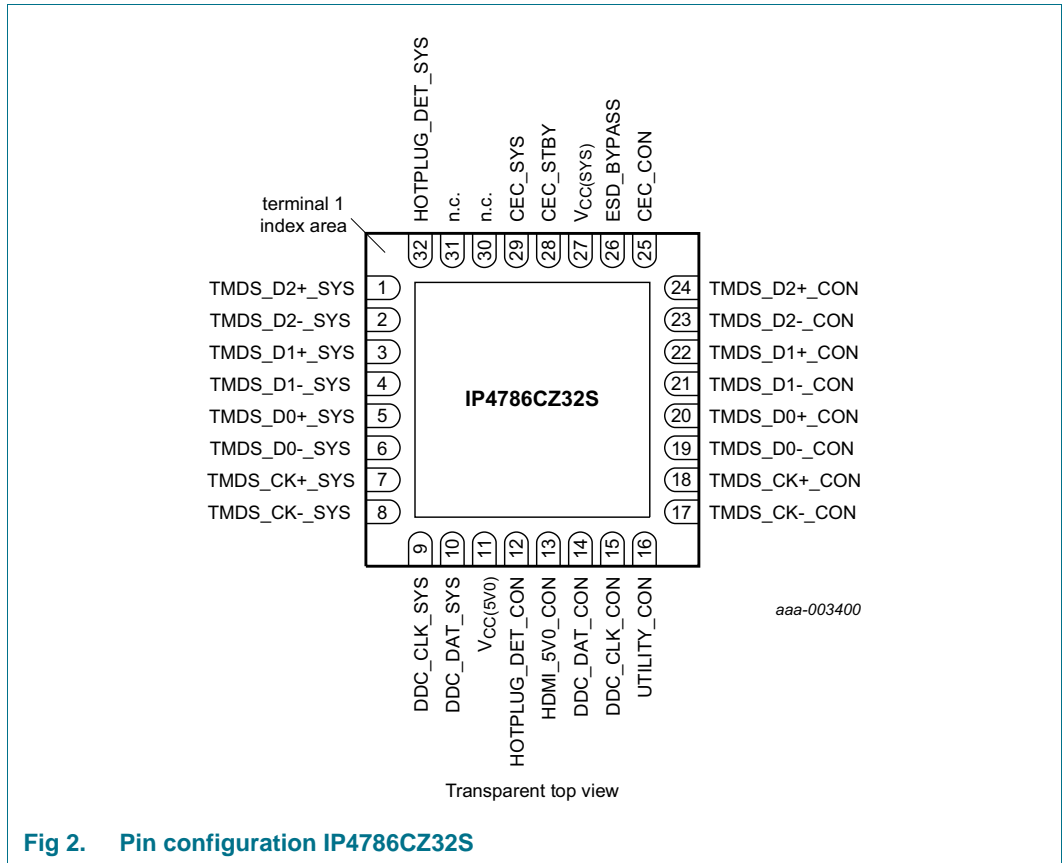 HOTPLUG_DET_SYS
n.c.
n.c.
CEC_SYS
CEC_STBY
VCC(SYS)
ESD_BYPASS
CEC_CON
terminal 1
index area
32 31 30 29 28 27 26 25
TMDS_D2+_SYS 1 24 TMDS_D2+_CON
TMDS_D2-_SYS 2 23 TMDS_D2-_CON
TMDS_D1+_SYS 3 22 TMDS_D1+_CON
TMDS_D1-_SYS 4 21 TMDS_D1-_CON
TMDS_D0+_SYS 5 20 TMDS_D0+_CON
IP4786CZ32S
TMDS_D0-_SYS 6 19 TMDS_D0-_CON
TMDS_CK+_SYS 7 18 TMDS_CK+_CON
TMDS_CK-_SYS 8 17 TMDS_CK-_CON
9 10 11 12 13 14 15 16
DDC_CLK_SYS
DDC_DAT_SYS
VCC(5V0)
HOTPLUG_DET_CON
HDMI_5V0_CON
DDC_DAT_CON
DDC_CLK_CON
UTILITY_CON
aaa-003400
Transparent top view
Fig 2. Pin configuration IP4786CZ32S